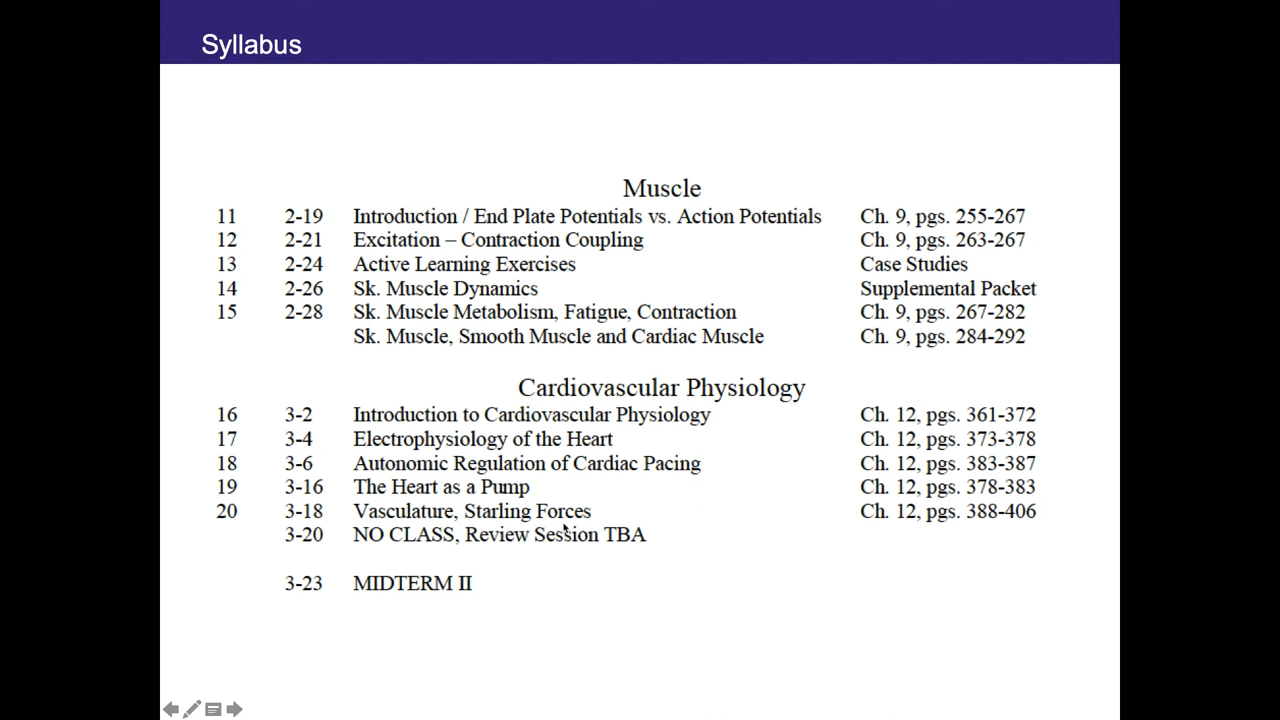 Syllabus
Muscle
11 2-19 Introduction / End Plate Potentials vs. Action Potentials Ch. 9, pgs. 255-267
12 2-21 Excitation – Contraction Coupling Ch. 9, pgs. 263-267
13 2-24 Active Learning Exercises Case Studies
14 2-26 Sk. Muscle Dynamics Supplemental Packet
15 2-28 Sk. Muscle Metabolism, Fatigue, Contraction Ch. 9, pgs. 267-282
Sk. Muscle, Smooth Muscle and Cardiac Muscle Ch. 9, pgs. 284-292
Cardiovascular Physiology
16 3-2 Introduction to Cardiovascular Physiology Ch. 12, pgs. 361-372
17 3-4 Electrophysiology of the Heart Ch. 12, pgs. 373-378
18 3-6 Autonomic Regulation of Cardiac Pacing Ch. 12, pgs. 383-387
19 3-16 The Heart as a Pump Ch. 12, pgs. 378-383
20 3-18 Vasculature, Starling Forces Ch. 12, pgs. 388-406
3-20 NO CLASS, Review Session TBA
3-23 MIDTERM II